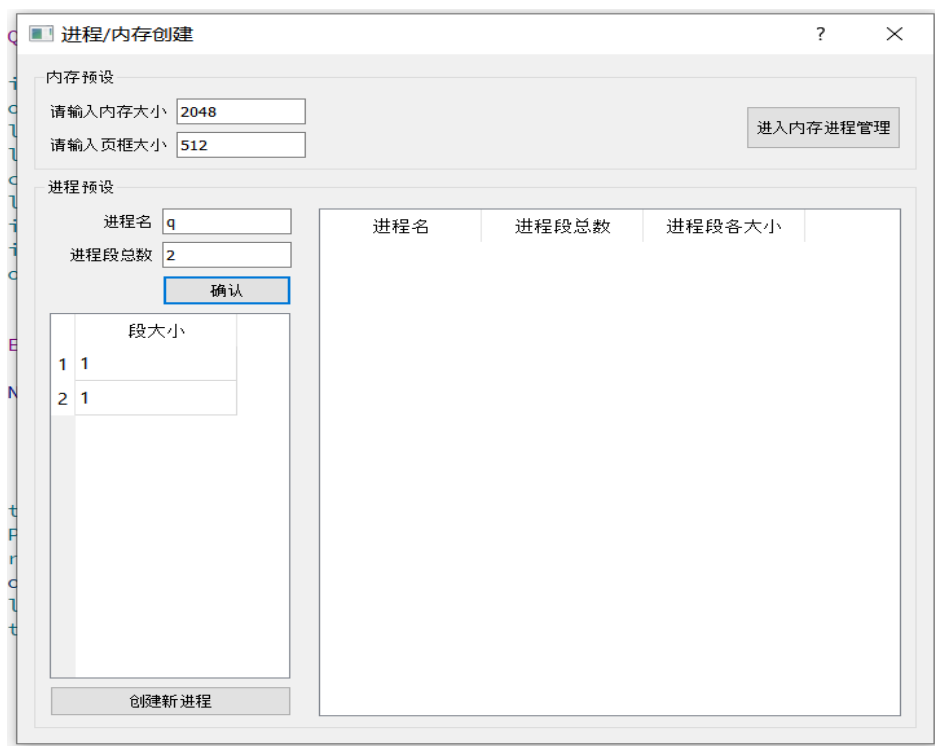 进程/内存创建
?
内存预设
请输入内存大小 2048
请输入页框大小 512
进入内存进程管理
进程预设
进程名 q
进程段总数 2
确认
段大小
1 1
2 1
创建新进程
进程名 进程段总数 进程段各大小